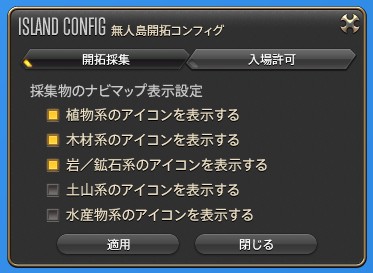 ISLAND CONFIG 無人島開拓コンフィグ
開拓採集 入場許可
採集物のナビマップ表示設定
植物系のアイコンを表示する
木材系のアイコンを表示する
岩／鉱石系のアイコンを表示する
土山系のアイコンを表示する
水産物系のアイコンを表示する
適用 閉じる